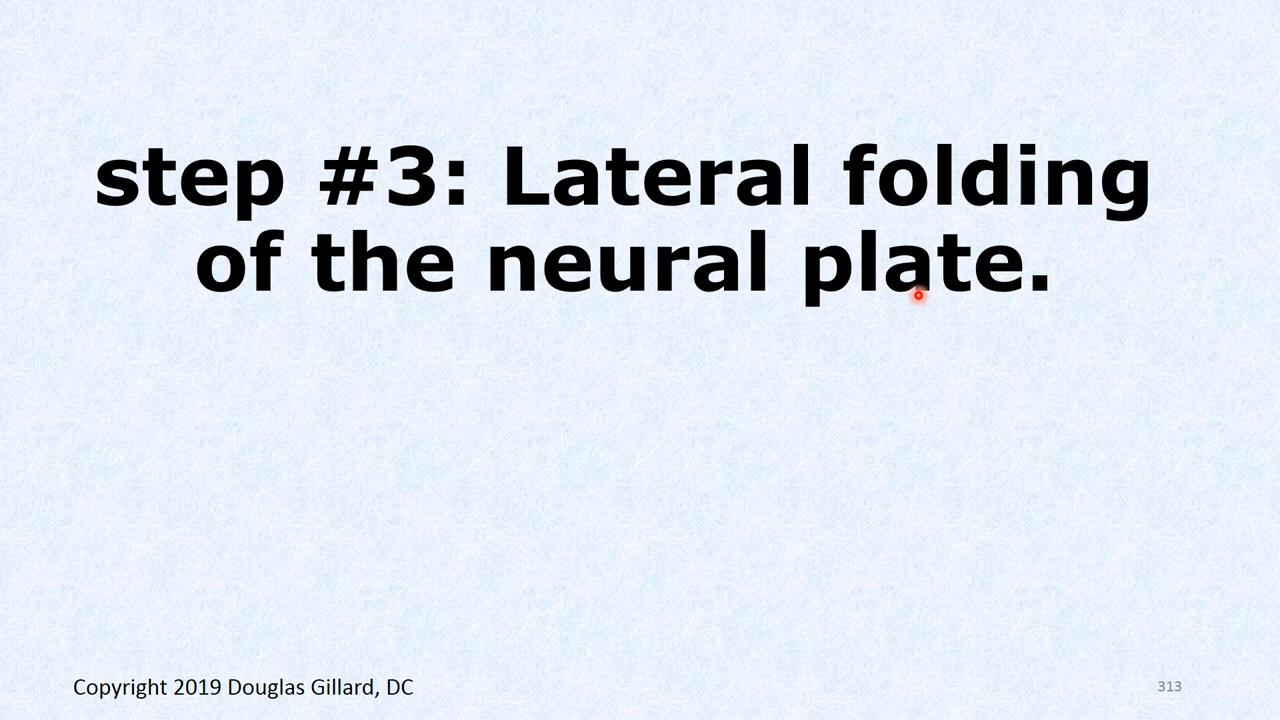 step #3: Lateral folding
of the neural plate.
Copyright 2019 Douglas Gillard, DC
313